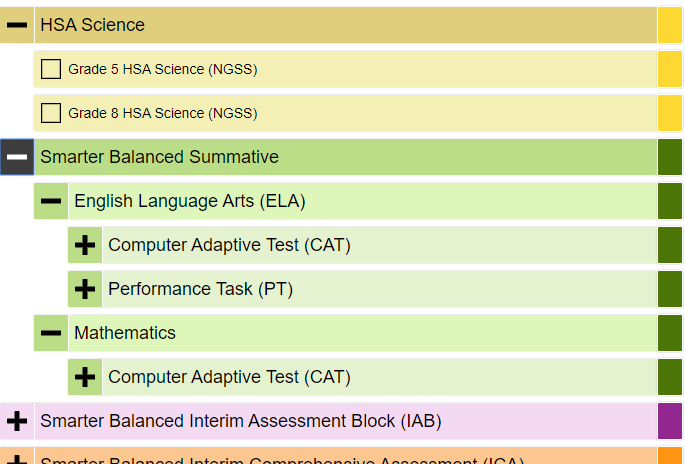 HSA Science
Grade 5 HSA Science (NGSS)
Grade 8 HSA Science (NGSS)
Smarter Balanced Summative
English Language Arts (ELA)
Computer Adaptive Test (CAT)
Performance Task (PT)
Mathematics
Computer Adaptive Test (CAT)
Smarter Balanced Interim Assessment Block (IAB)
Smarter Balanced Interim Comprehensive Assessment (ICA)